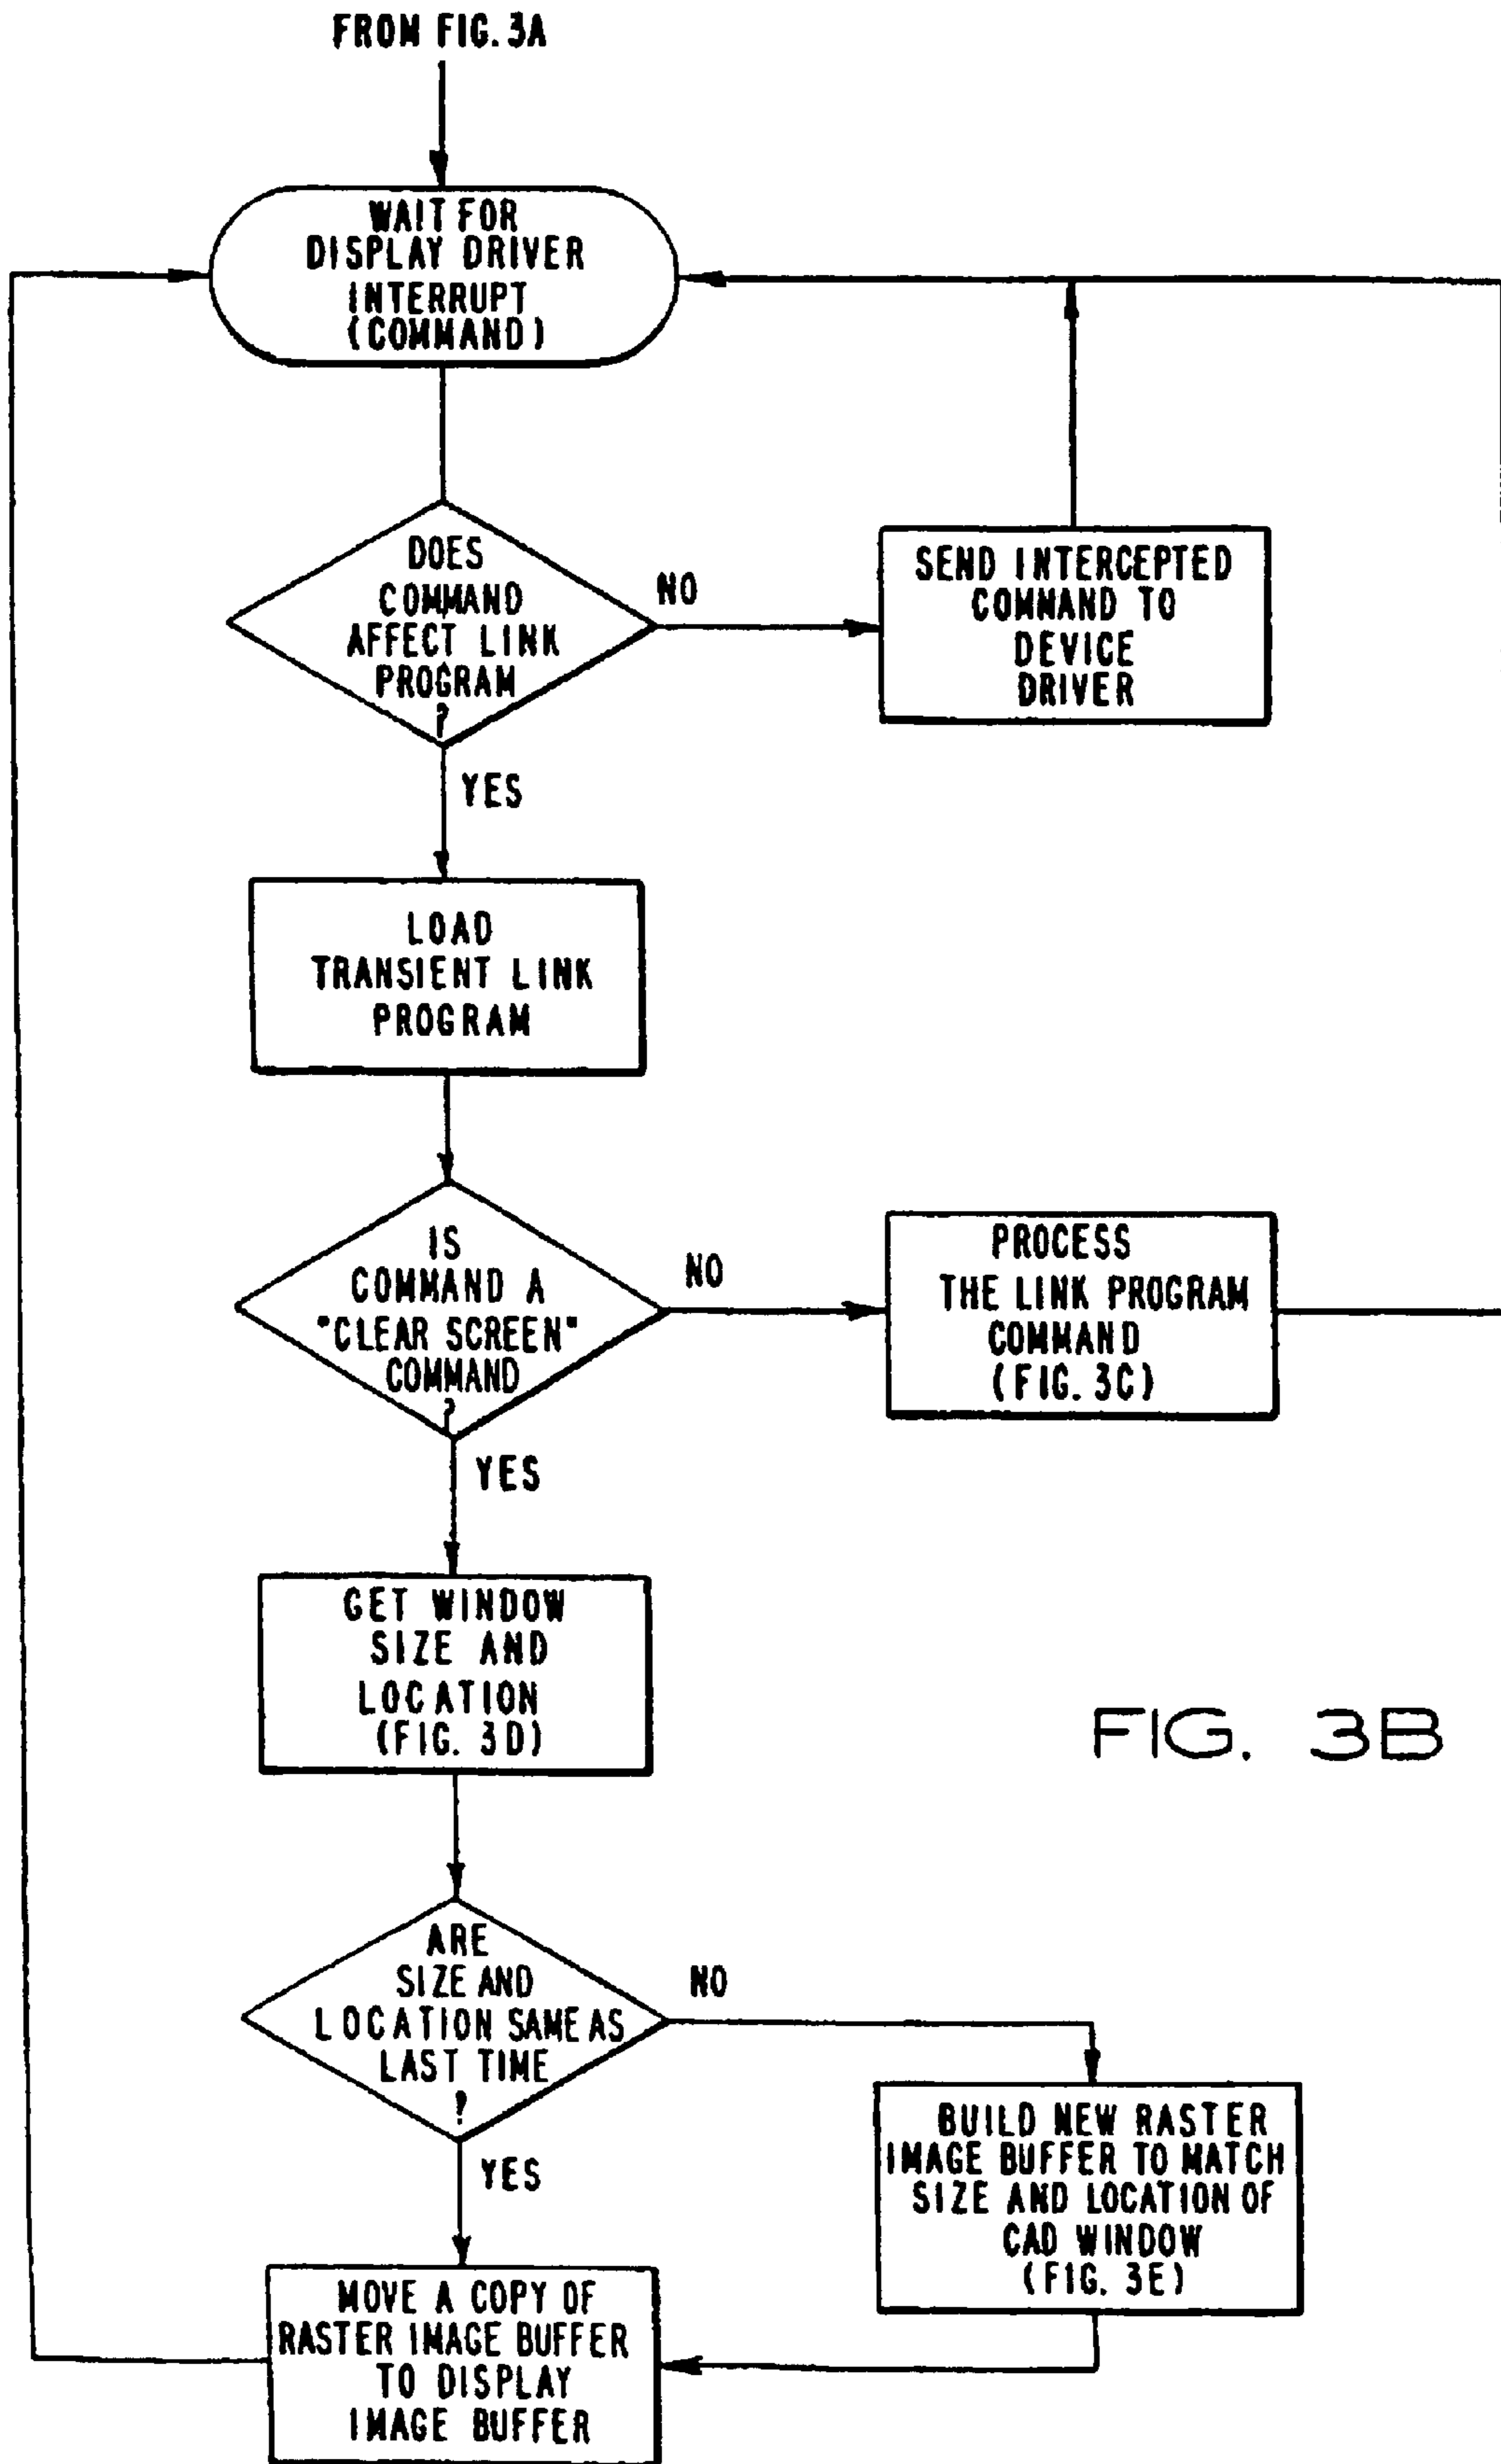 FROM FIG. 3A
WAIT FOR
DISPLAY DRIVER
INTERRUPT
(COMMAND)
DOES
COMMAND
AFFECT LINK
PROGRAM
?
NO
SEND INTERCEPTED
COMMAND TO
DEVICE
DRIVER
YES
LOAD
TRANSIENT LINK
PROGRAM
IS
COMMAND A
"CLEAR SCREEN"
COMMAND
?
NO
PROCESS
THE LINK PROGRAM
COMMAND
(FIG. 3C)
YES
GET WINDOW
SIZE AND
LOCATION
(FIG. 3D)
FIG. 3B
ARE
SIZE AND
LOCATION SAME AS
LAST TIME
?
NO
BUILD NEW RASTER
IMAGE BUFFER TO MATCH
SIZE AND LOCATION OF
CAD WINDOW
(FIG. 3E)
YES
MOVE A COPY OF
RASTER IMAGE BUFFER
TO DISPLAY
IMAGE BUFFER